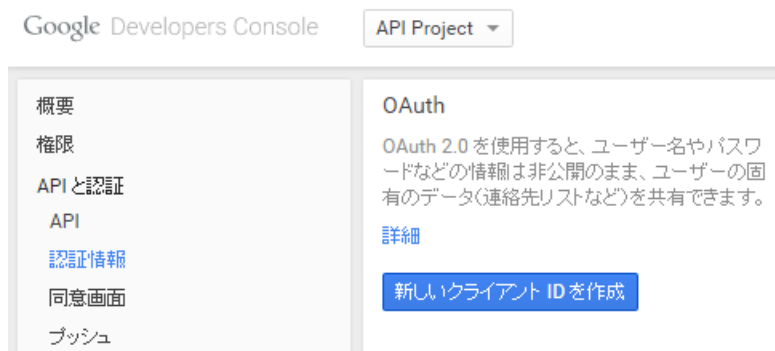 Google Developers Console
API Project
概要
権限
APIと認証
API
認証情報
同意画面
プッシュ
OAuth
OAuth 2.0 を使用すると、ユーザー名やパスワ
ードなどの情報は非公開のまま、ユーザーの固
有のデータ(連絡先リストなど)を共有できます。
詳細
新しいクライアント ID を作成